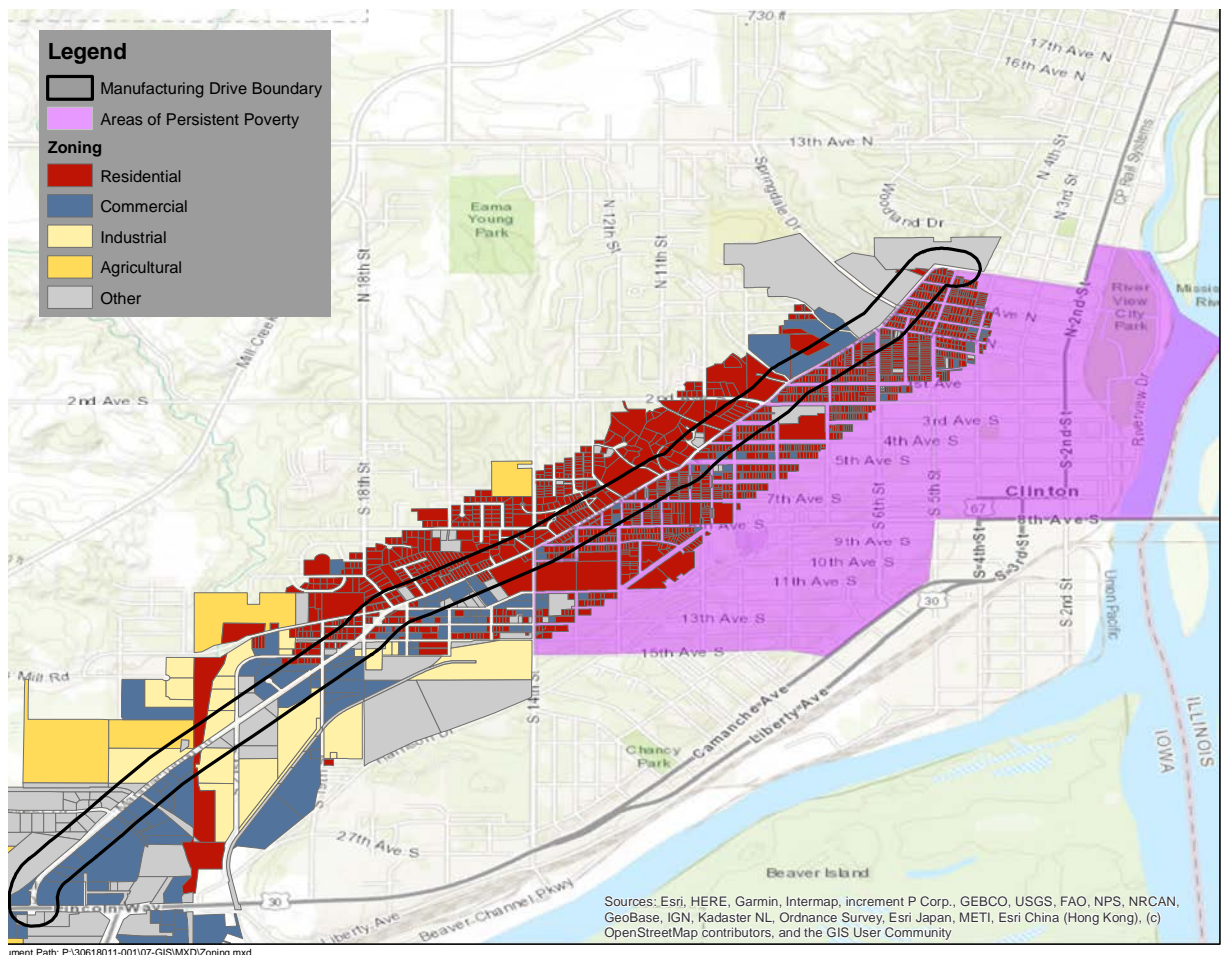 730 ft
17th Ave N
16th Ave N
Legend
Manufacturing Drive Boundary
Areas of Persistent Poverty
Zoning
Residential
Commercial
Industrial
Agricultural
Other
13th Ave N
N 4th St
N 3rd St
CP Rail Systems
Springdale Dr
Woodland Dr
Eama
Young
Park
N 12th St
N 11th St
N 18th St
Mill Creek
River
View
City
Park
N 2nd St
Ave N
2nd Ave S
1st Ave
3rd Ave S
4th Ave S
5th Ave S
Riverview Dr
S 2nd St
S 18th St
7th Ave S
S 6th St
S 5th St
Clinton
67
9th Ave S
10th Ave S
11th Ave S
S 4th St
S 3rd St
30
13th Ave S
S 2nd St
Union Pacific
15th Ave S
Mill Rd
S 14th St
Camanche Ave
Liberty Ave
Chancy
Park
ILLINOIS
IOWA
27th Ave S
Beaver Island
30
Lincoln Way
Liberty Ave
Beaver Channel Pkwy
Sources: Esri, HERE, Garmin, Intermap, increment P Corp., GEBCO, USGS, FAO, NPS, NRCAN,
GeoBase, IGN, Kadaster NL, Ordnance Survey, Esri Japan, METI, Esri China (Hong Kong), (c)
OpenStreetMap contributors, and the GIS User Community
ument Path: P:\30618011-001\07-GIS\MXD\Zoning.mxd